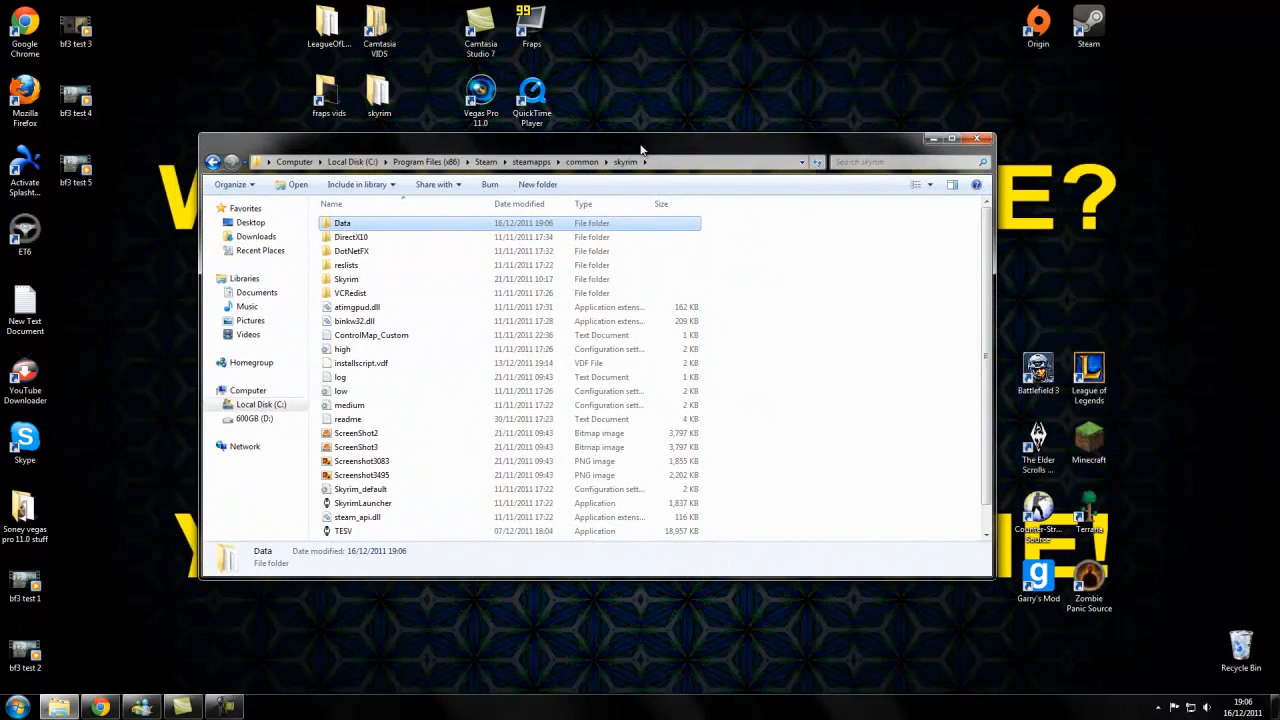 Google Chrome
bf3 test 3
LeagueOfL...
Camtasia VIDS
Camtasia Studio 7
99
Fraps
Origin
Steam
Mozilla Firefox
bf3 test 4
fraps vids
skyrim
Vegas Pro 11.0
QuickTime Player
Activate Splasht...
bf3 test 5
ET6
New Text Document
YouTube Downloader
Skype
Soney vegas pro 11.0 stuff
bf3 test 1
bf3 test 2
Computer Local Disk (C:) Program Files (x86) Steam steamapps common skyrim
Search skyrim
Organize Open Include in library Share with Burn New folder
Favorites
Desktop
Downloads
Recent Places
Libraries
Documents
Music
Pictures
Videos
Homegroup
Computer
Local Disk (C:)
600GB (D:)
Network
Name Date modified Type Size
Data 16/12/2011 19:06 File folder
DirectX10 11/11/2011 17:34 File folder
DotNetFX 11/11/2011 17:32 File folder
reslists 11/11/2011 17:22 File folder
Skyrim 21/11/2011 10:17 File folder
VCRedist 11/11/2011 17:26 File folder
atimgpud.dll 11/11/2011 17:31 Application extens... 162 KB
binkw32.dll 11/11/2011 17:28 Application extens... 209 KB
ControlMap_Custom 11/11/2011 22:36 Text Document 1 KB
high 11/11/2011 17:26 Configuration sett... 2 KB
installscript.vdf 13/12/2011 19:14 VDF File 2 KB
log 21/11/2011 09:43 Text Document 1 KB
low 11/11/2011 17:26 Configuration sett... 2 KB
medium 11/11/2011 17:22 Configuration sett... 2 KB
readme 30/11/2011 17:23 Text Document 4 KB
ScreenShot2 21/11/2011 09:43 Bitmap image 3,797 KB
ScreenShot3 21/11/2011 09:43 Bitmap image 3,797 KB
Screenshot3083 21/11/2011 09:43 PNG image 1,855 KB
Screenshot3495 21/11/2011 09:43 PNG image 2,202 KB
Skyrim_default 11/11/2011 17:22 Configuration sett... 2 KB
SkyrimLauncher 11/11/2011 17:22 Application 1,837 KB
steam_api.dll 11/11/2011 17:22 Application extens... 116 KB
TESV 07/12/2011 18:04 Application 18,957 KB
Data Date modified: 16/12/2011 19:06
File folder
E?
Battlefield 3
League of Legends
The Elder Scrolls ...
Minecraft
Counter-Str... Source
Terraria
Garry's Mod
Zombie Panic Source
Recycle Bin
19:06
16/12/2011